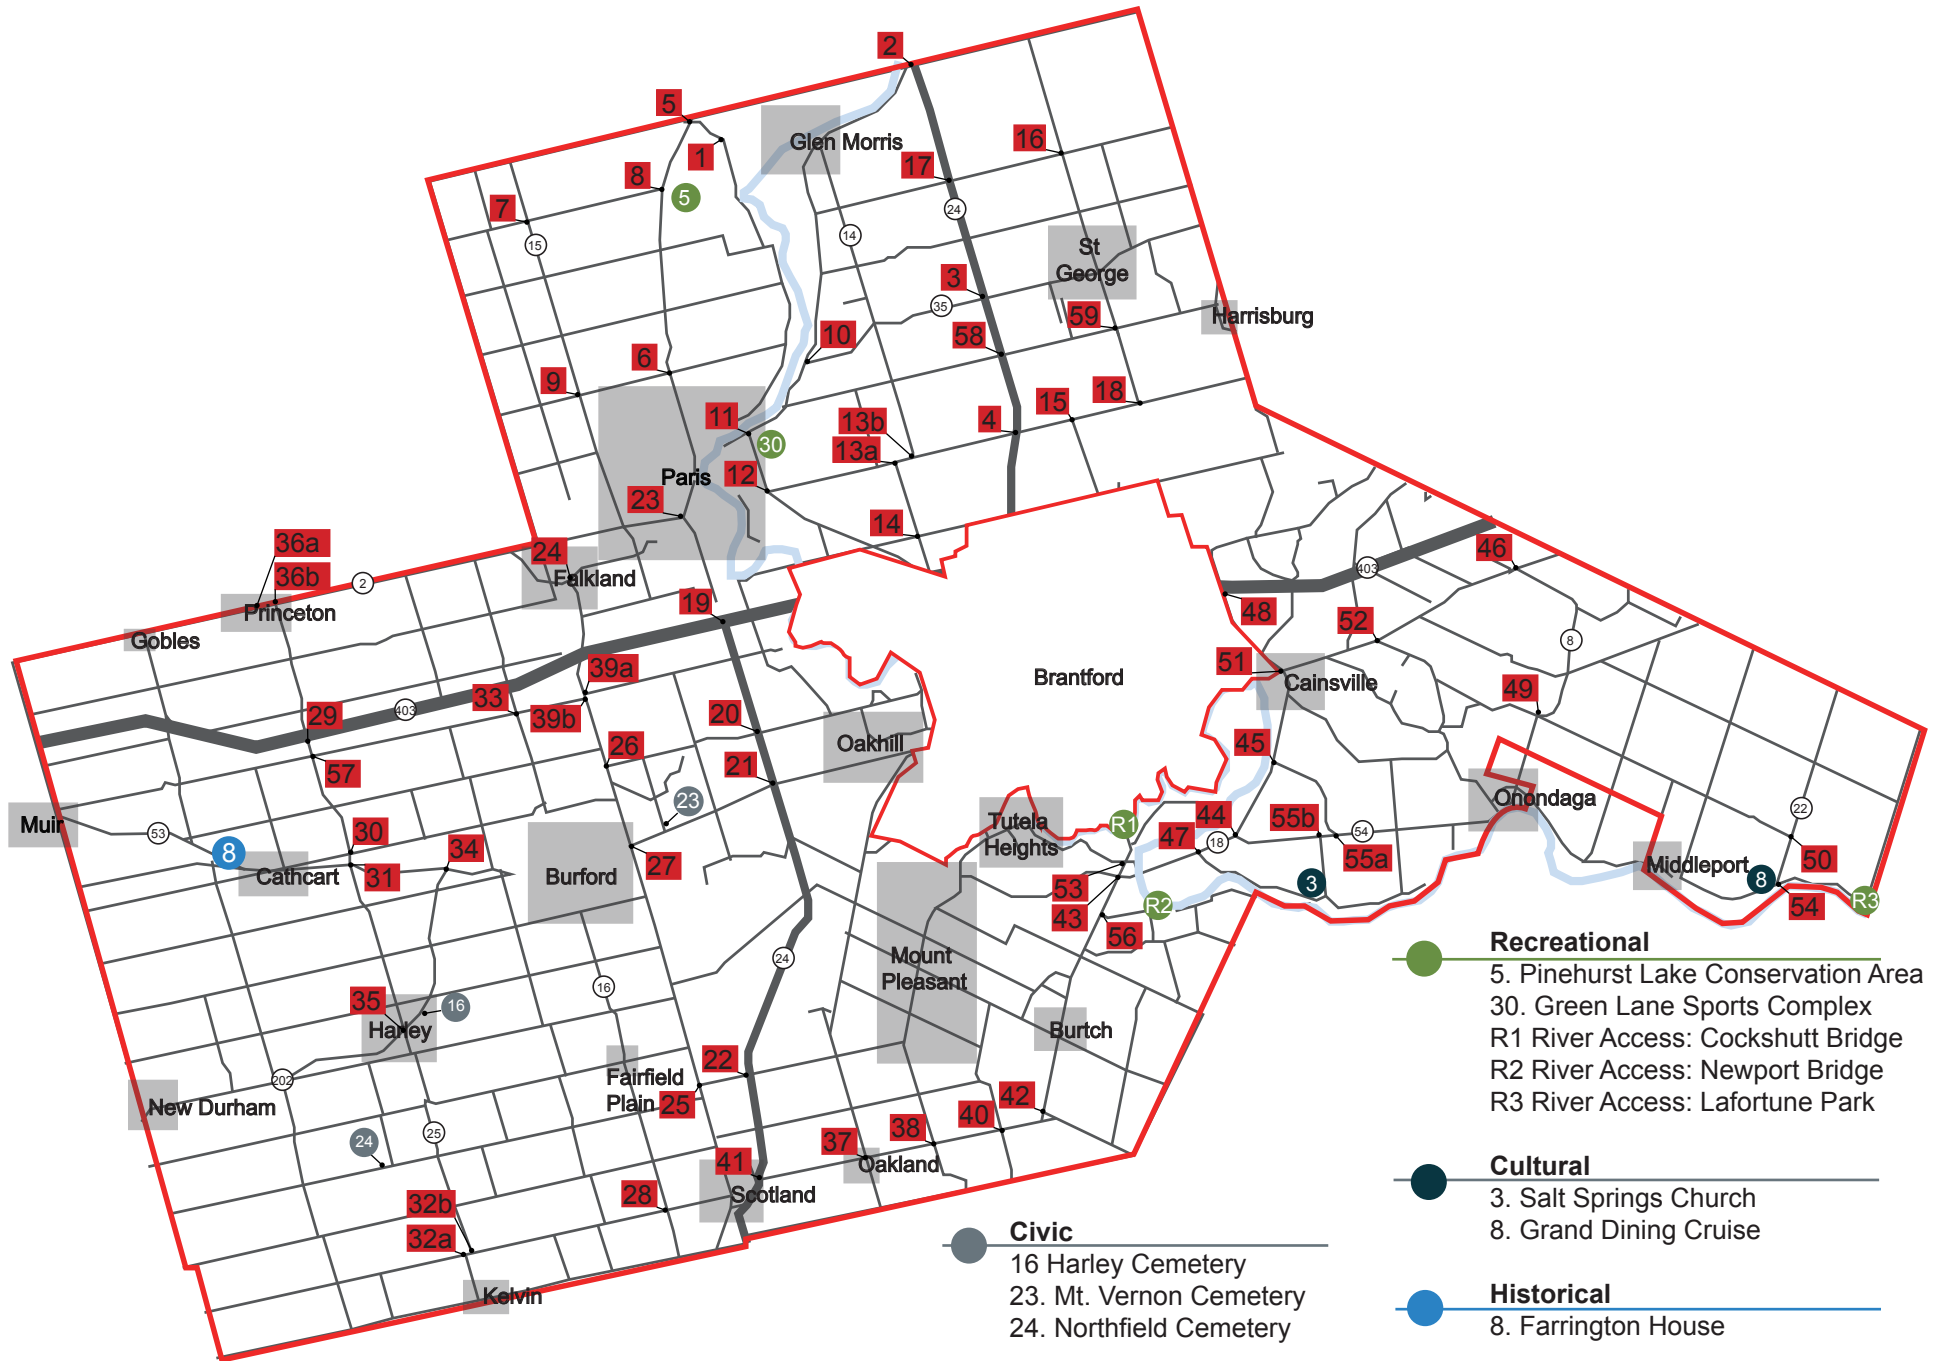 2
5
Glen Morris
16
1
17
8
5
7
24
15
14
St
George
3
35
Harrisburg
59
10
58
6
9
18
15
11
13b
4
30
13a
Paris
12
23
14
36a
24
46
36b
2
Falkland
403
Princeton
19
48
52
Gobles
8
51
39a
Brantford
Cainsville
33
49
403
29
39b
20
26
Oakhill
45
57
21
Onondaga
23
22
Muir
53
Tutela
Heights
R1
44
55b
54
30
47
18
55a
8
34
50
Cathcart
31
Burford
27
Middleport
53
3
8
R2
54
R3
43
56
Mount
Pleasant
24
16
35
16
Harley
Burtch
22
202
Fairfield
Plain
25
New Durham
42
40
38
25
37
24
Oakland
41
Scotland
28
32b
32a
Kelvin
Recreational
5. Pinehurst Lake Conservation Area
30. Green Lane Sports Complex
R1 River Access: Cockshutt Bridge
R2 River Access: Newport Bridge
R3 River Access: Lafortune Park
Cultural
3. Salt Springs Church
8. Grand Dining Cruise
Civic
16 Harley Cemetery
23. Mt. Vernon Cemetery
24. Northfield Cemetery
Historical
8. Farrington House